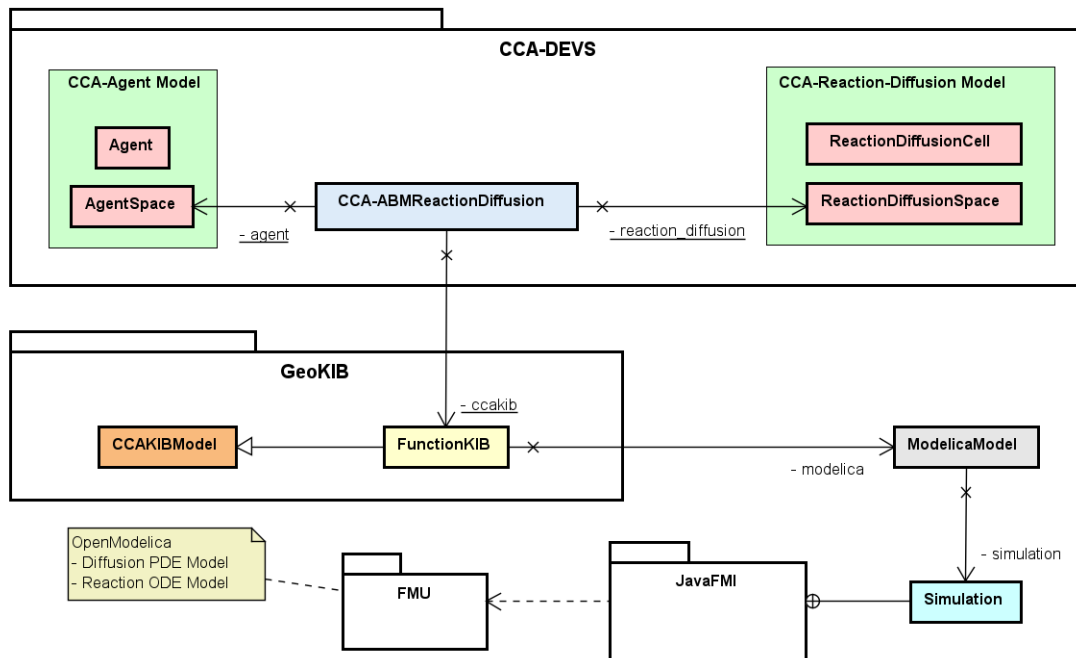 CCA-DEVS
CCA-Agent Model
CCA-Reaction-Diffusion Model
Agent
ReactionDiffusionCell
AgentSpace
CCA-ABMReactionDiffusion
ReactionDiffusionSpace
- agent
- reaction_diffusion
GeoKIB
- ccakib
CCAKIBModel
FunctionKIB
ModelicaModel
- modelica
OpenModelica
- Diffusion PDE Model
- Reaction ODE Model
- simulation
FMU
JavaFMI
Simulation